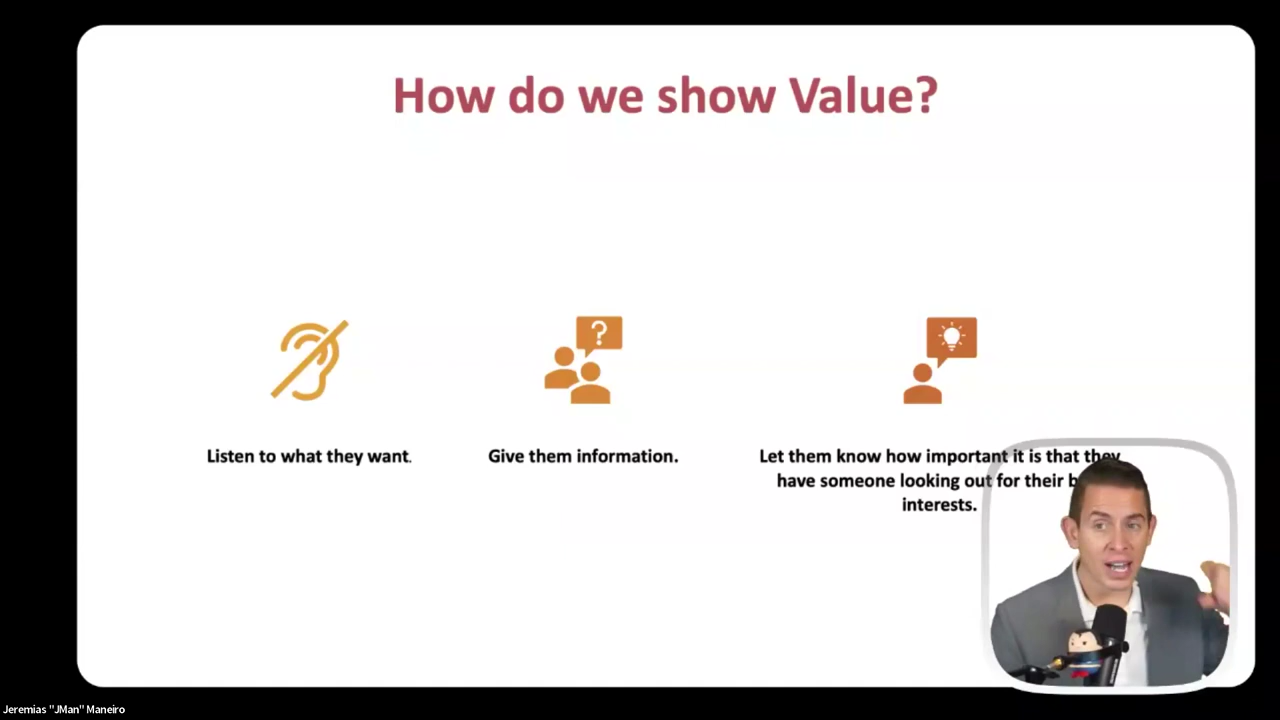 How do we show Value?
?
Listen to what they want.
Give them information.
Let them know how important it is that they
have someone looking out for their
interests.
Jeremias "JMan" Maneiro